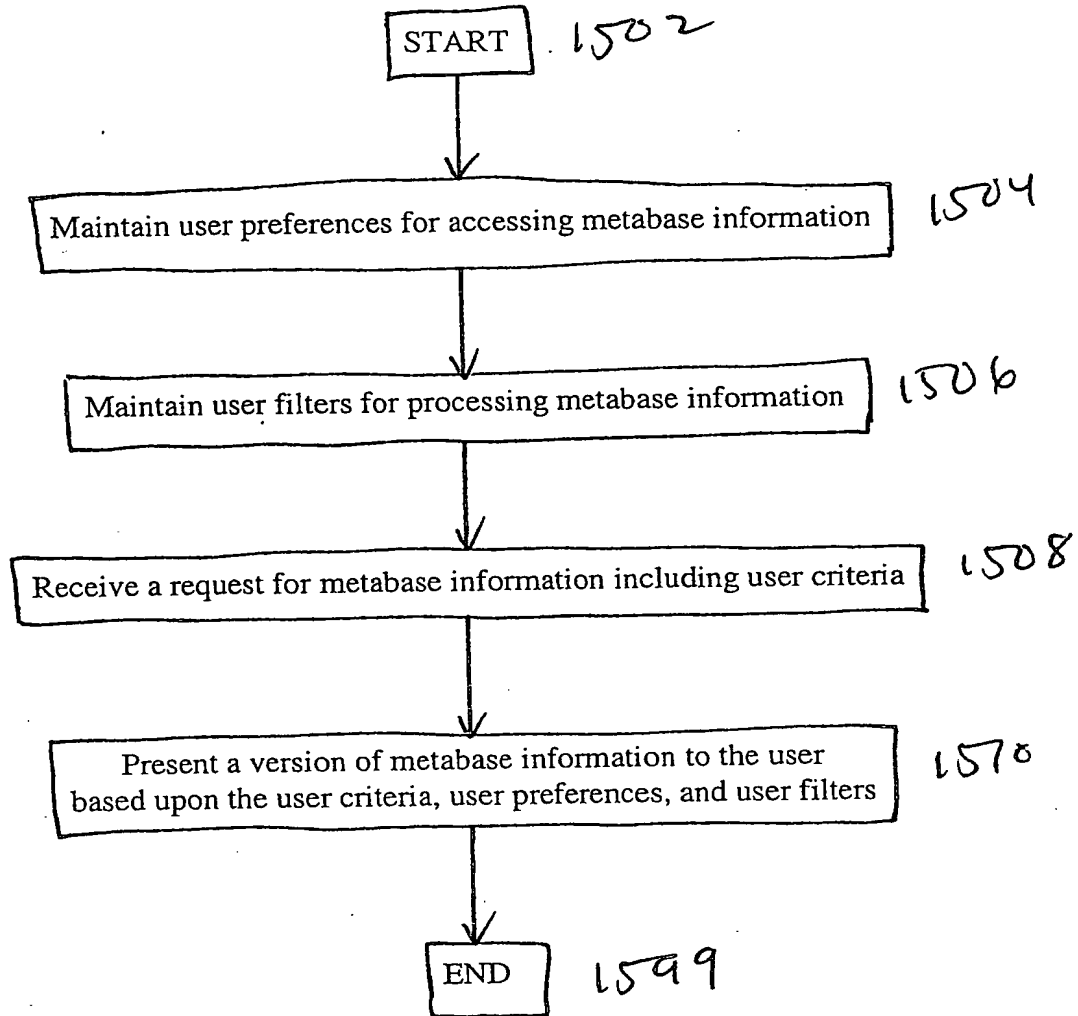 START 1502
Maintain user preferences for accessing metabase information 1504
Maintain user filters for processing metabase information 1506
Receive a request for metabase information including user criteria 1508
Present a version of metabase information to the user
based upon the user criteria, user preferences, and user filters 1510
END 1599